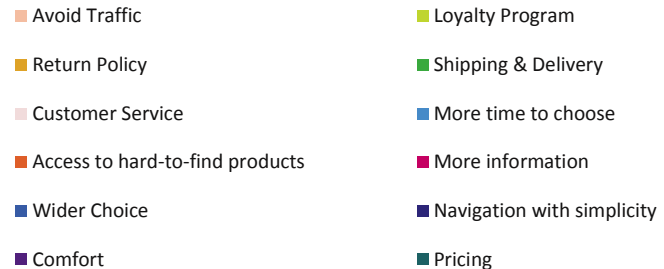 Avoid Traffic
Loyalty Program
Return Policy
Shipping & Delivery
Customer Service
More time to choose
Access to hard-to-find products
More information
Wider Choice
Navigation with simplicity
Comfort
Pricing